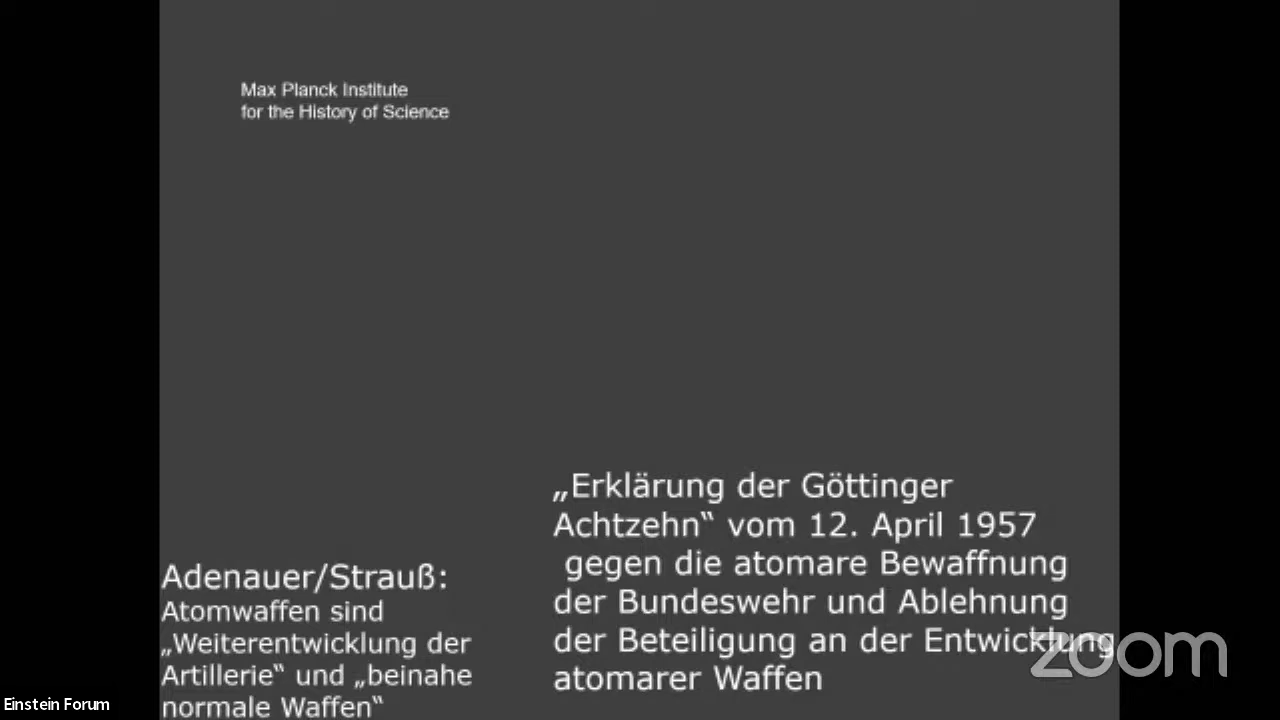 Max Planck Institute
for the History of Science
„Erklärung der Göttinger
Achtzehn“ vom 12. April 1957
gegen die atomare Bewaffnung
der Bundeswehr und Ablehnung
der Beteiligung an der Entwicklung
atomarer Waffen
Adenauer/Strauß:
Atomwaffen sind
„Weiterentwicklung der
Artillerie“ und „beinahe
normale Waffen“
zoom
Einstein Forum